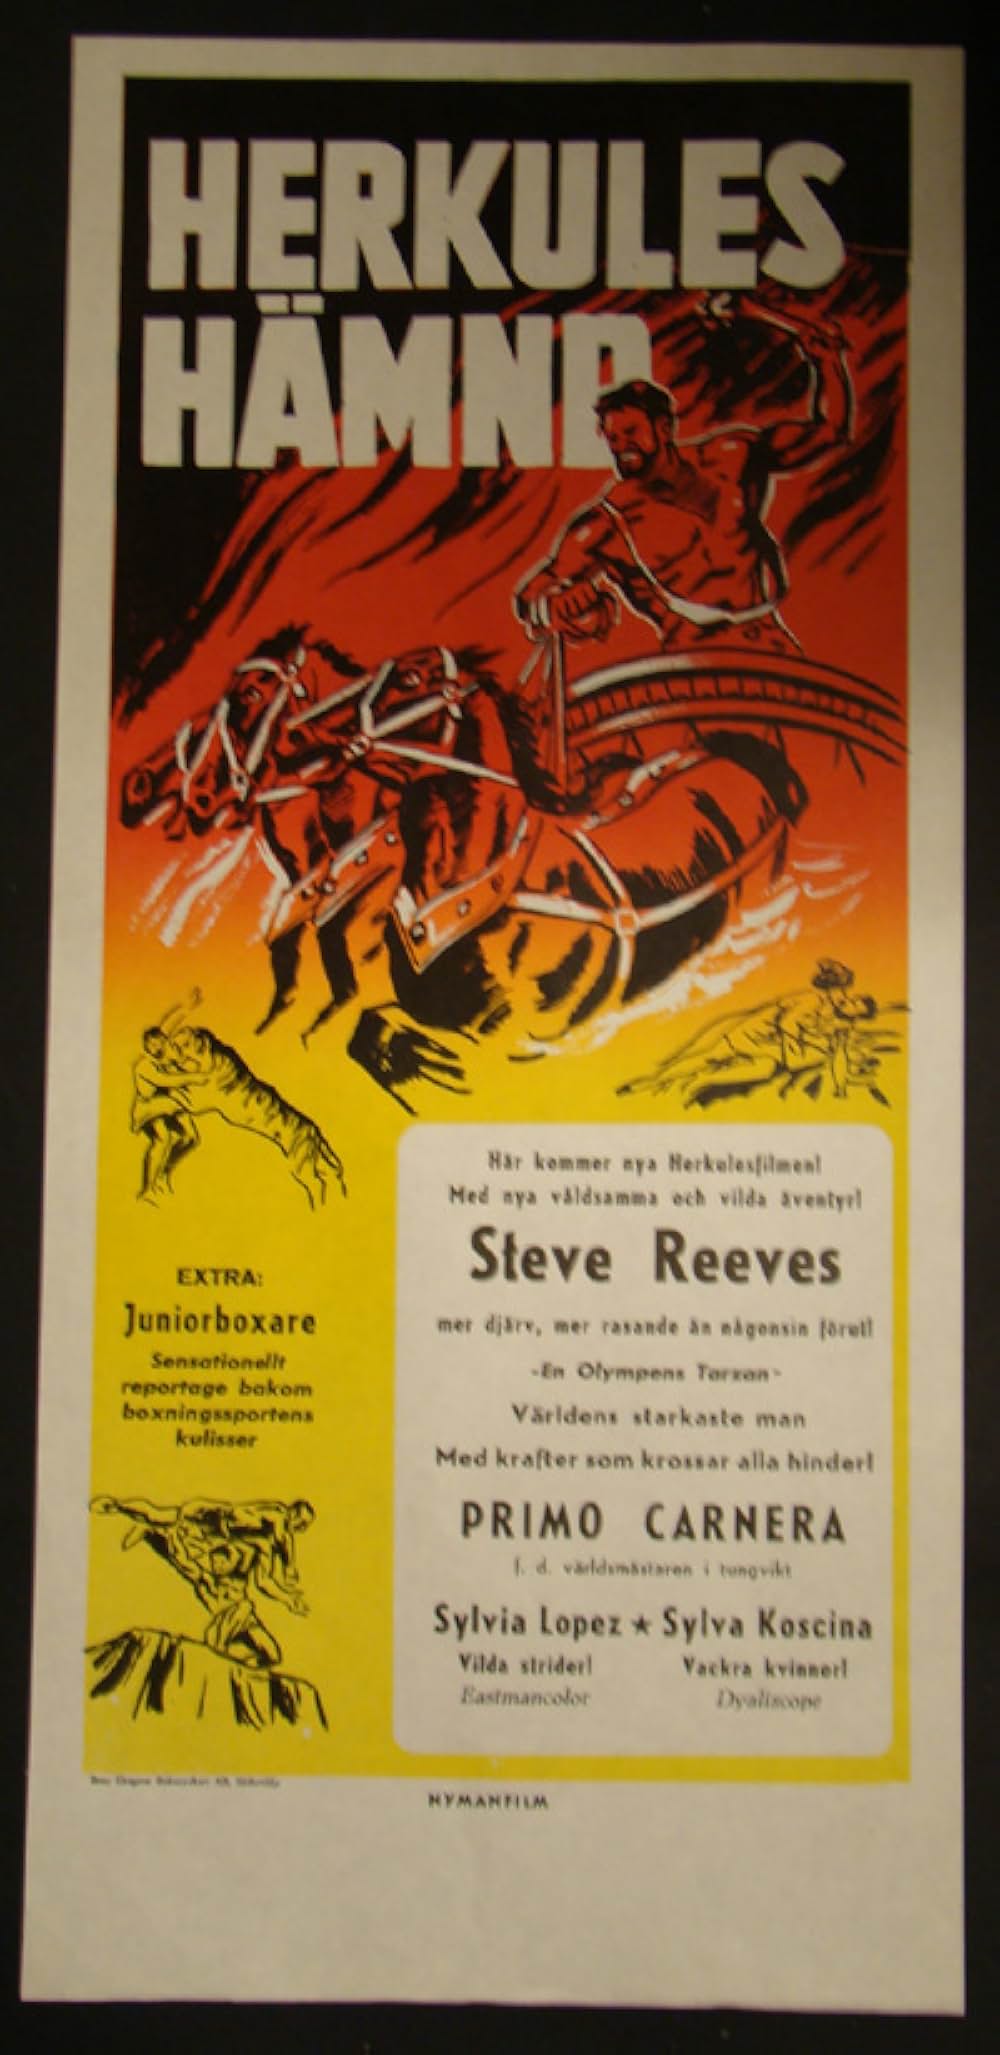 HERKULES
HÄMND
Här kommer nya Herkulesfilmen!
Med nya våldsamma och vilda äventyr!
Steve Reeves
mer djärv, mer rasande än någonsin förut!
-En Olympens Tarzan-
Världens starkaste man
Med krafter som krossar alla hinder!
PRIMO CARNERA
f. d. världsmästaren i tungvikt
Sylvia Lopez ★ Sylva Koscina
Vilda strider! Vackra kvinnor!
Eastmancolor Dyaliscope
EXTRA:
Juniorboxare
Sensationellt
reportage bakom
boxningssportens
kulisser
NYMANFILM